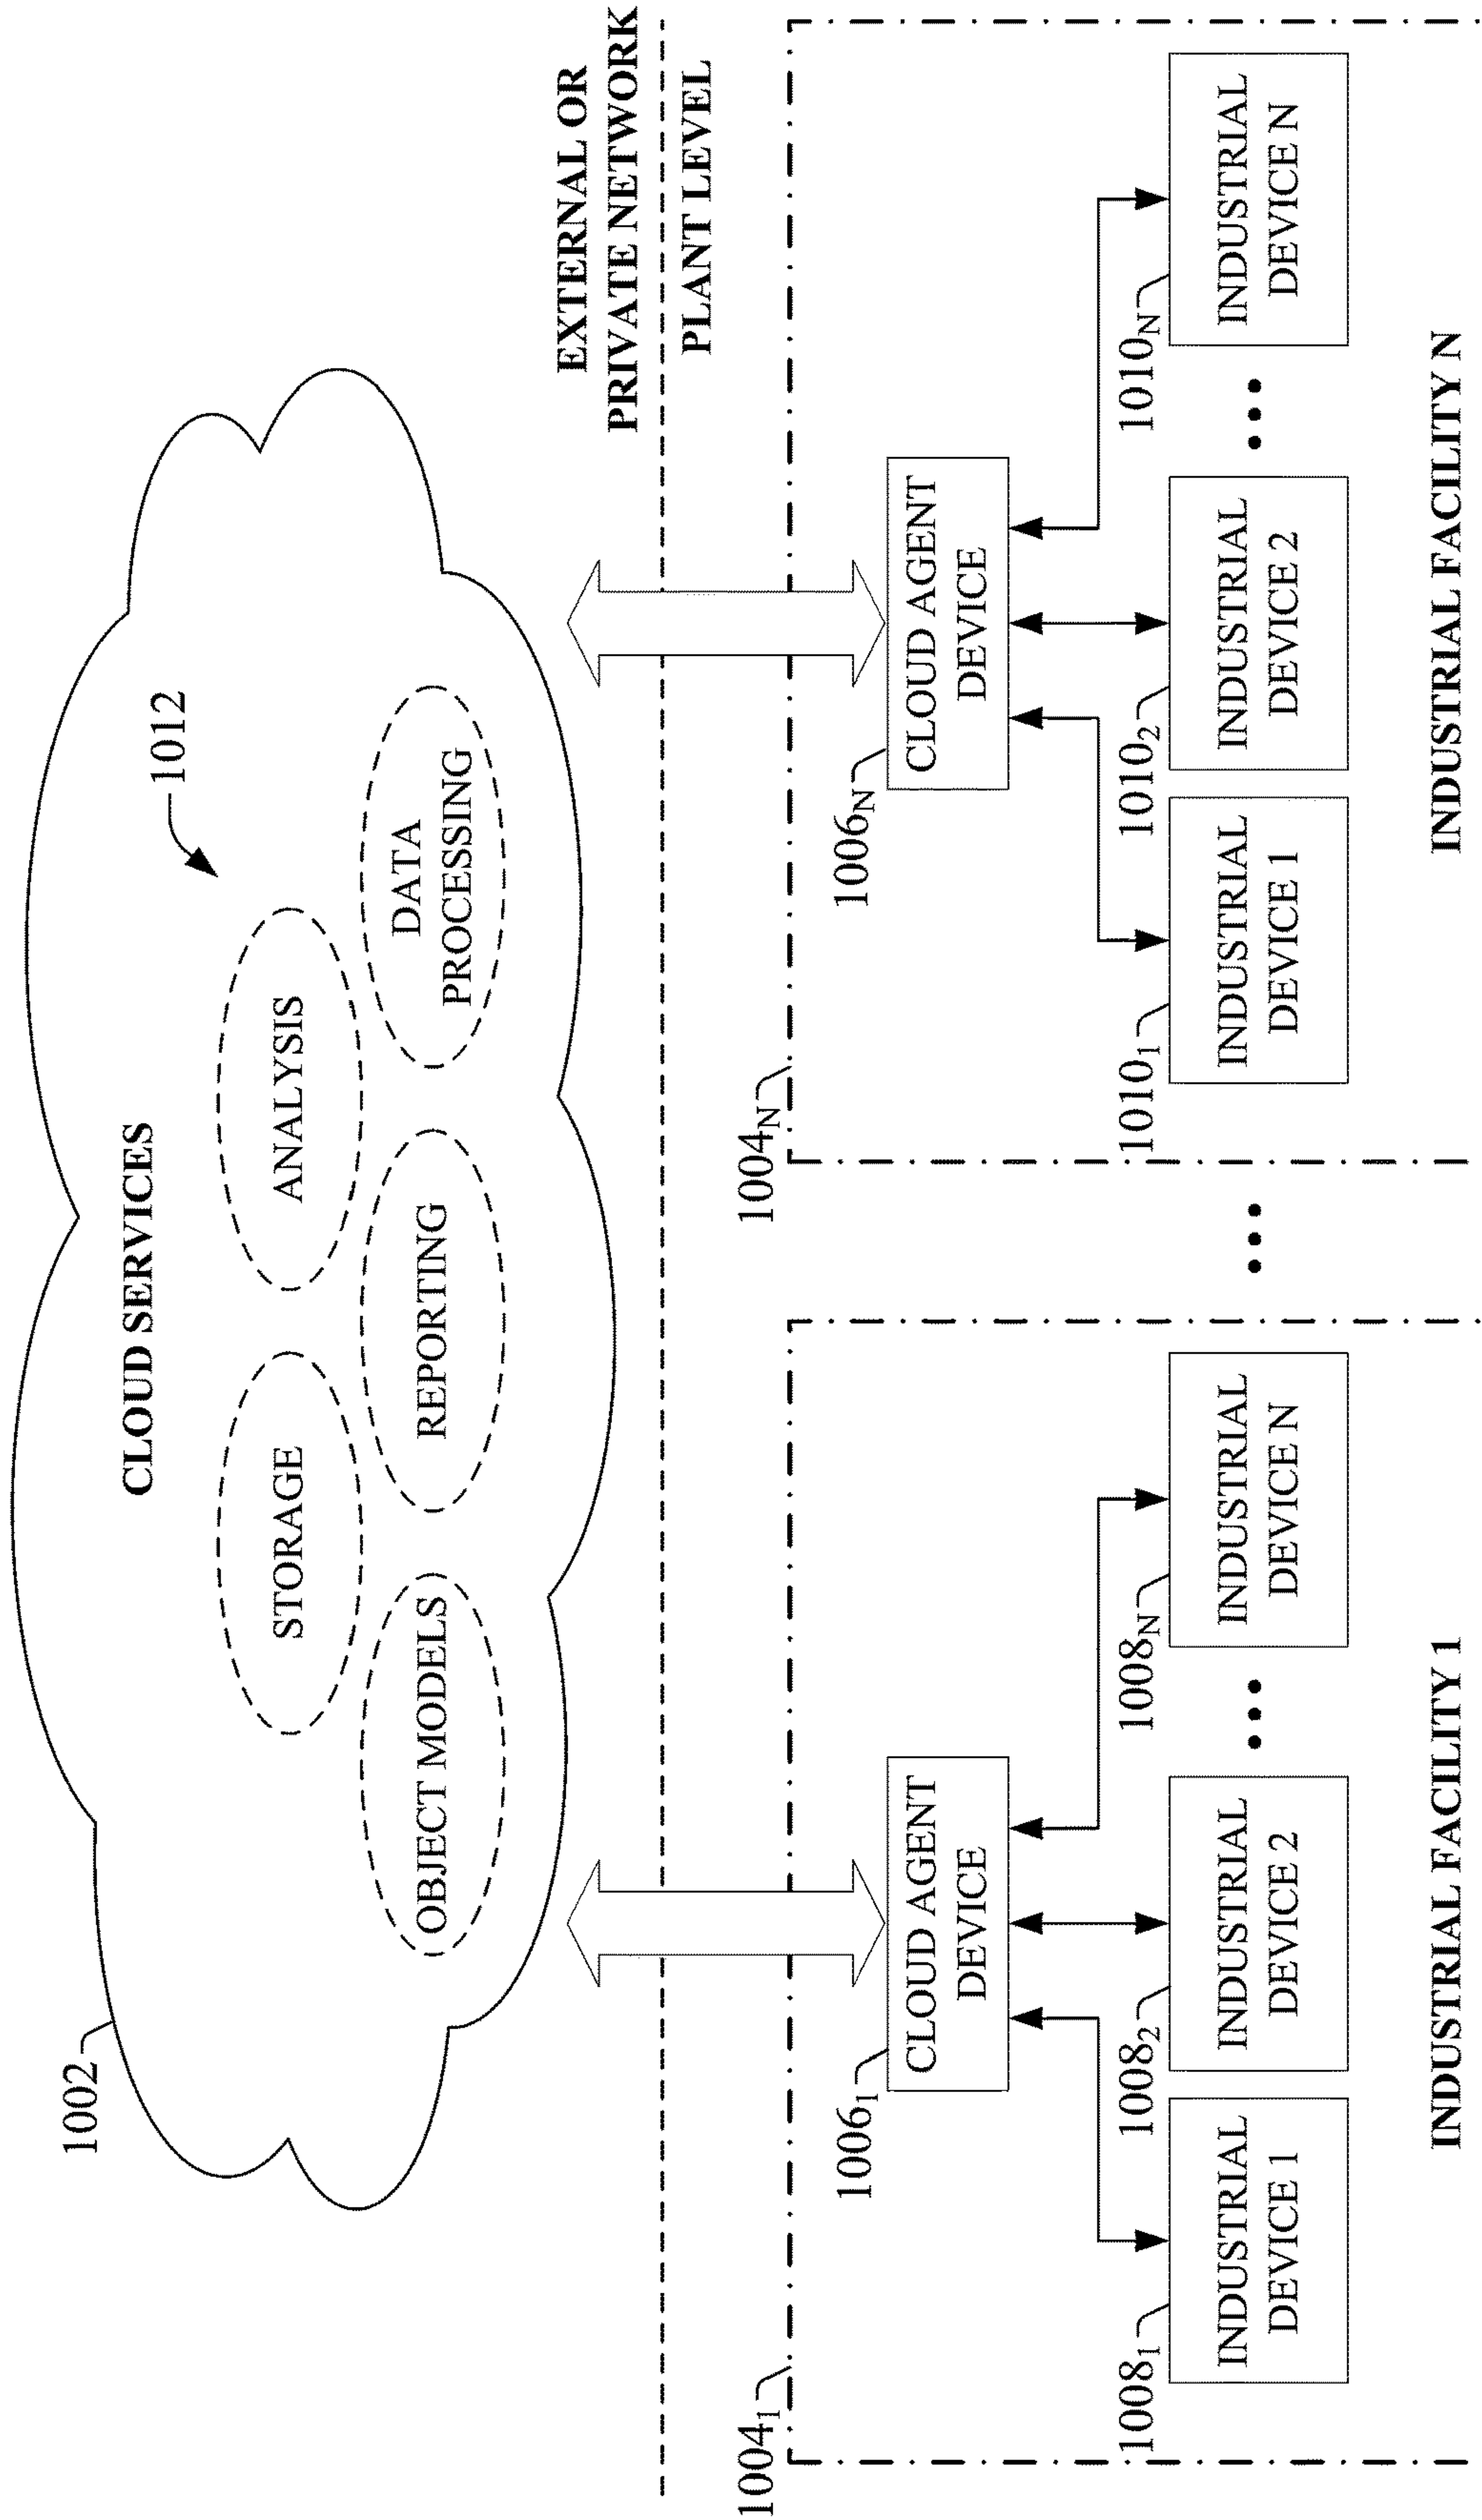 1002
CLOUD SERVICES
1012
STORAGE
ANALYSIS
OBJECT MODELS
REPORTING
DATA
PROCESSING
EXTERNAL OR
PRIVATE NETWORK
PLANT LEVEL
1004₁
1004N
1006₁
CLOUD AGENT
DEVICE
1006N
CLOUD AGENT
DEVICE
1008₁
INDUSTRIAL
DEVICE 1
1008₂
INDUSTRIAL
DEVICE 2
•••
1008N
INDUSTRIAL
DEVICE N
•••
1010₁
INDUSTRIAL
DEVICE 1
1010₂
INDUSTRIAL
DEVICE 2
•••
1010N
INDUSTRIAL
DEVICE N
INDUSTRIAL FACILITY 1
INDUSTRIAL FACILITY N